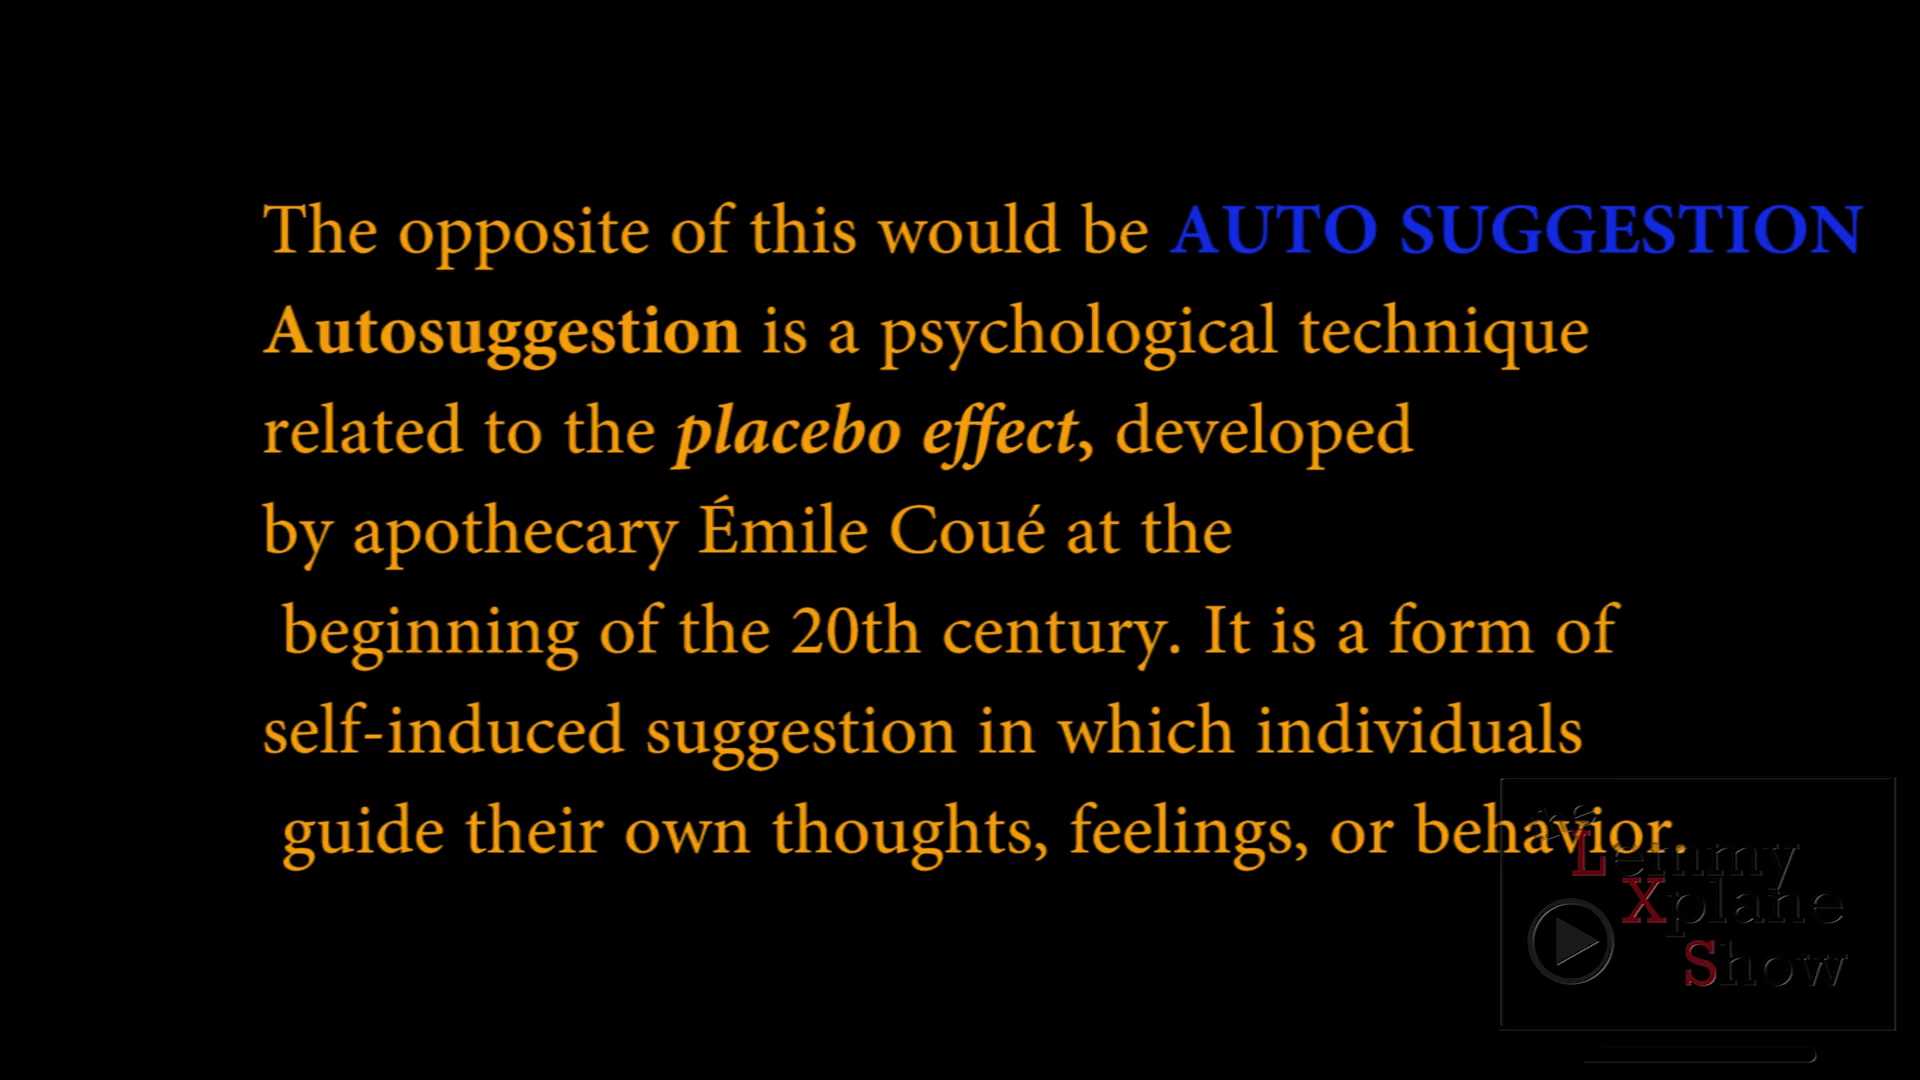 The opposite of this would be AUTO SUGGESTION
Autosuggestion is a psychological technique
related to the placebo effect, developed
by apothecary Émile Coué at the
beginning of the 20th century. It is a form of
self-induced suggestion in which individuals
guide their own thoughts, feelings, or behavior.
Lemmy
Xplane
Show